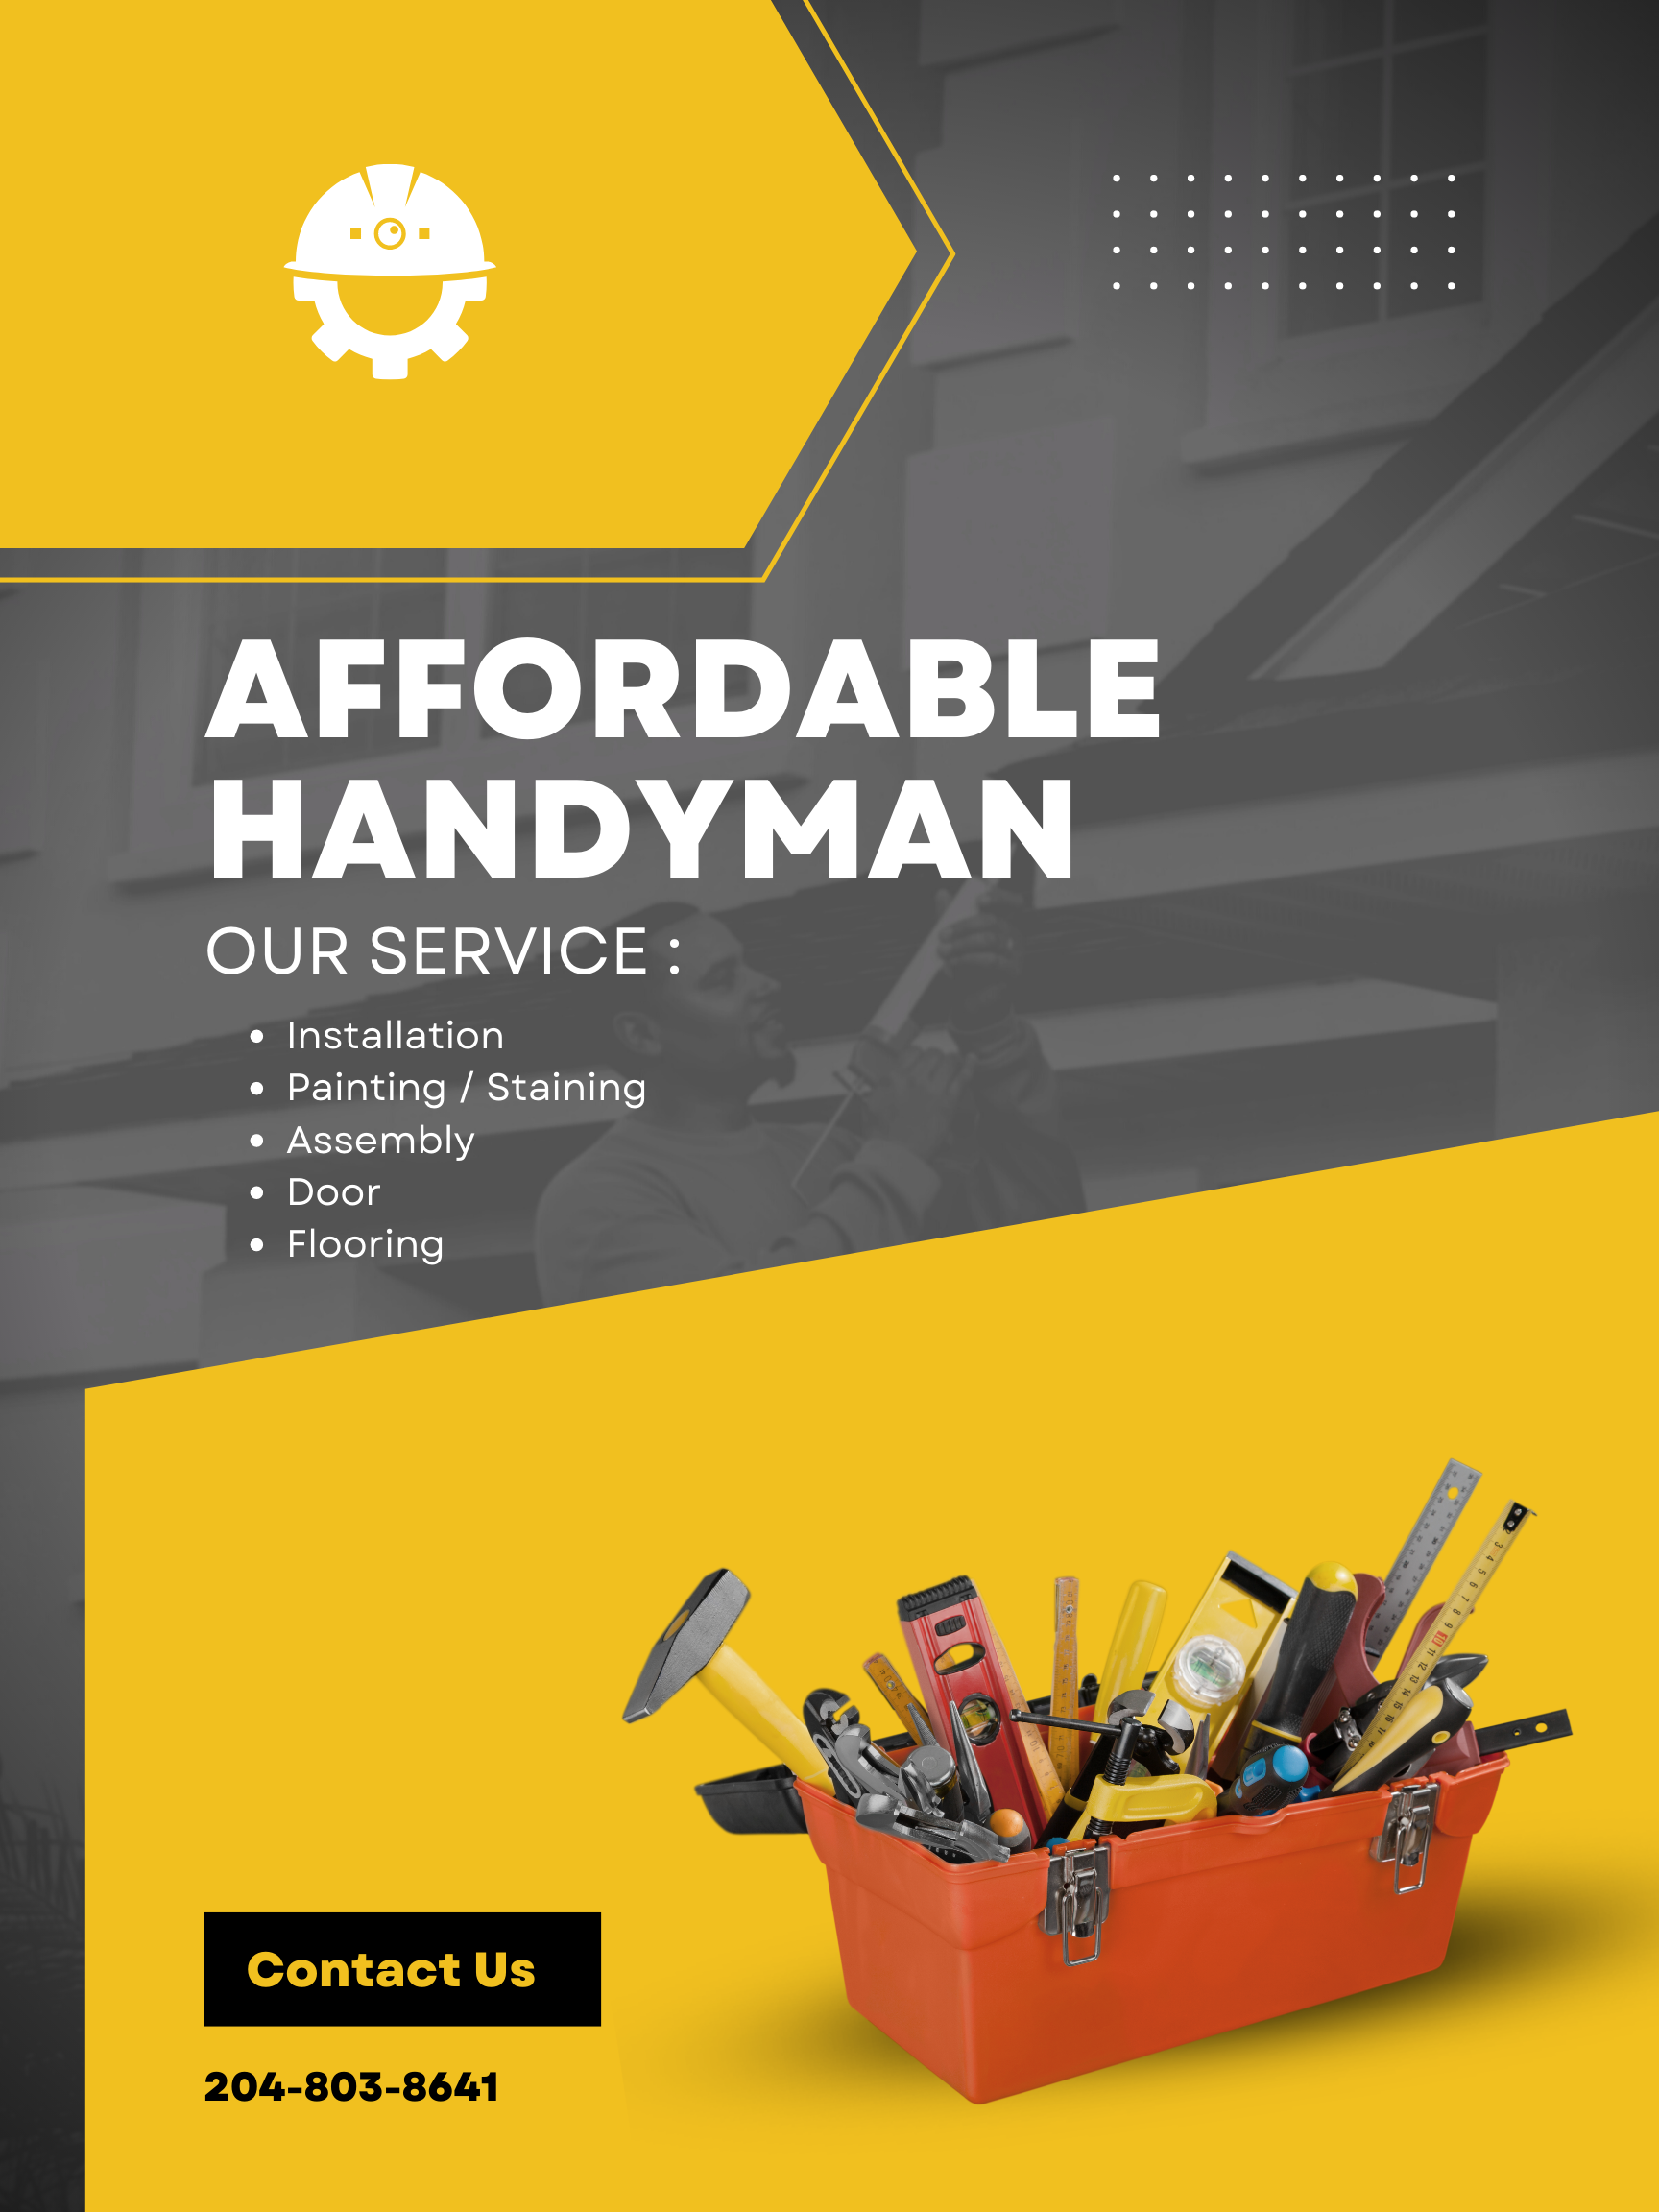 AFFORDABLE
HANDYMAN
OUR SERVICE :
• Installation
• Painting / Staining
• Assembly
• Door
• Flooring
Contact Us
204-803-8641